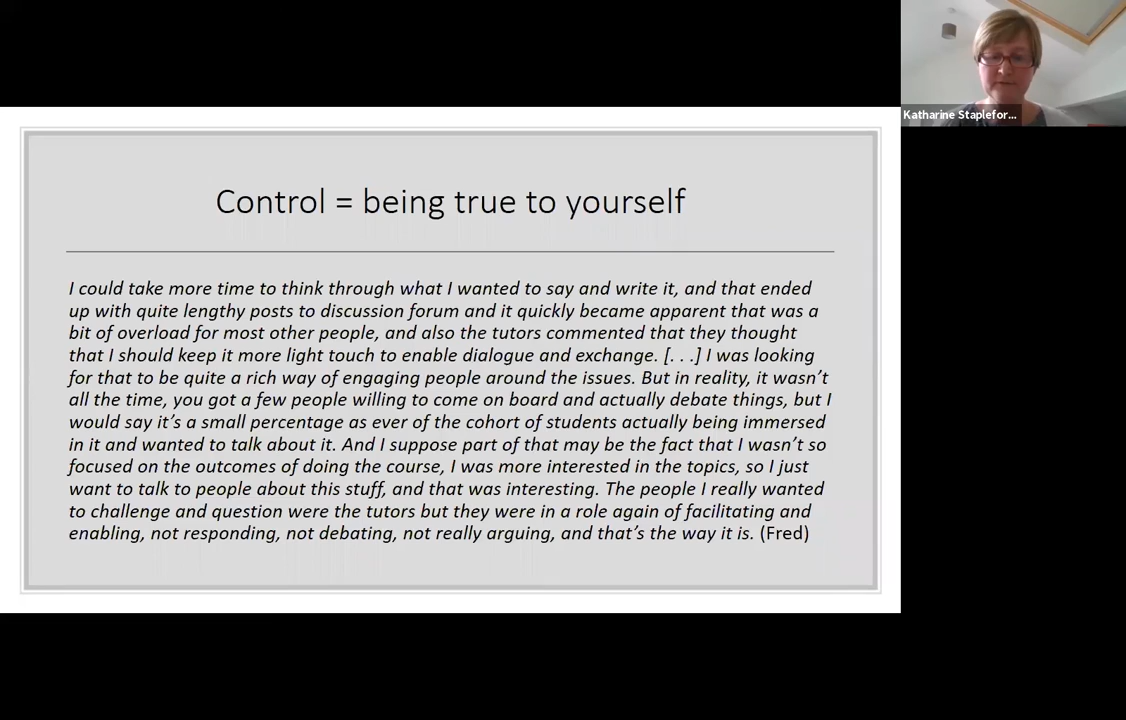 Katharine Staplefor...
Control = being true to yourself
I could take more time to think through what I wanted to say and write it, and that ended
up with quite lengthy posts to discussion forum and it quickly became apparent that was a
bit of overload for most other people, and also the tutors commented that they thought
that I should keep it more light touch to enable dialogue and exchange. [. . .] I was looking
for that to be quite a rich way of engaging people around the issues. But in reality, it wasn’t
all the time, you got a few people willing to come on board and actually debate things, but I
would say it’s a small percentage as ever of the cohort of students actually being immersed
in it and wanted to talk about it. And I suppose part of that may be the fact that I wasn’t so
focused on the outcomes of doing the course, I was more interested in the topics, so I just
want to talk to people about this stuff, and that was interesting. The people I really wanted
to challenge and question were the tutors but they were in a role again of facilitating and
enabling, not responding, not debating, not really arguing, and that’s the way it is. (Fred)